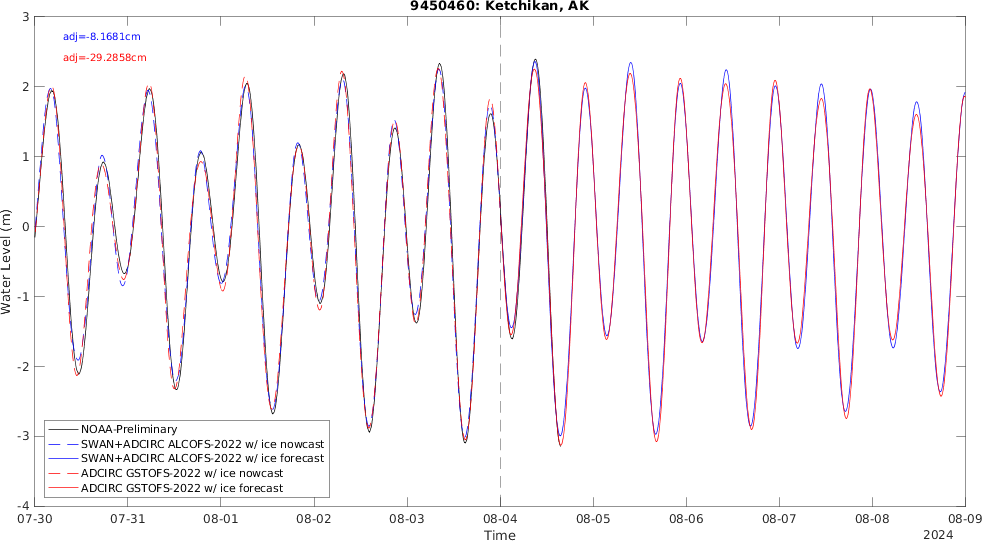 9450460: Ketchikan, AK
adj=-8.1681cm
adj=-29.2858cm
3
2
1
0
-1
-2
-3
-4
Water Level (m)
NOAA-Preliminary
SWAN+ADCIRC ALCOFS-2022 w/ ice nowcast
SWAN+ADCIRC ALCOFS-2022 w/ ice forecast
ADCIRC GSTOFS-2022 w/ ice nowcast
ADCIRC GSTOFS-2022 w/ ice forecast
07-30 07-31 08-01 08-02 08-03 08-04 08-05 08-06 08-07 08-08 08-09
Time
2024